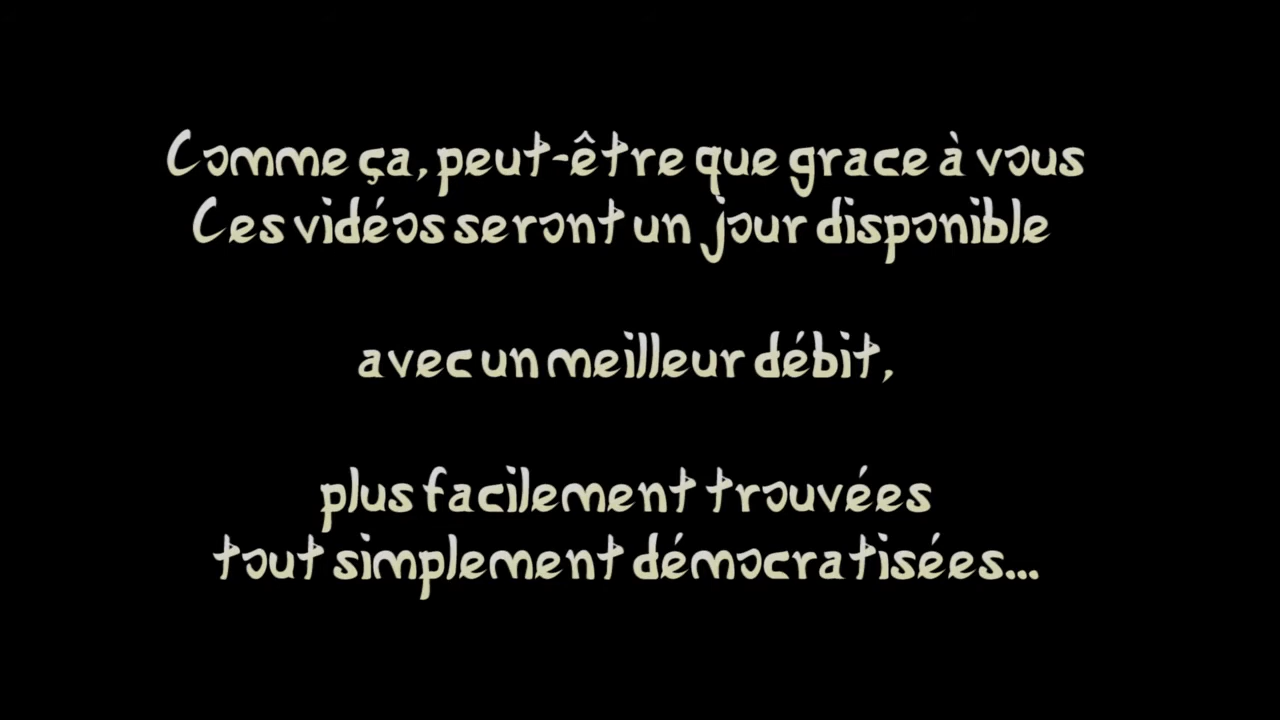 Comme ça, peut-être que grace à vous
Ces vidéos seront un jour disponible
avec un meilleur débit,
plus facilement trouvées
tout simplement démocratisées...